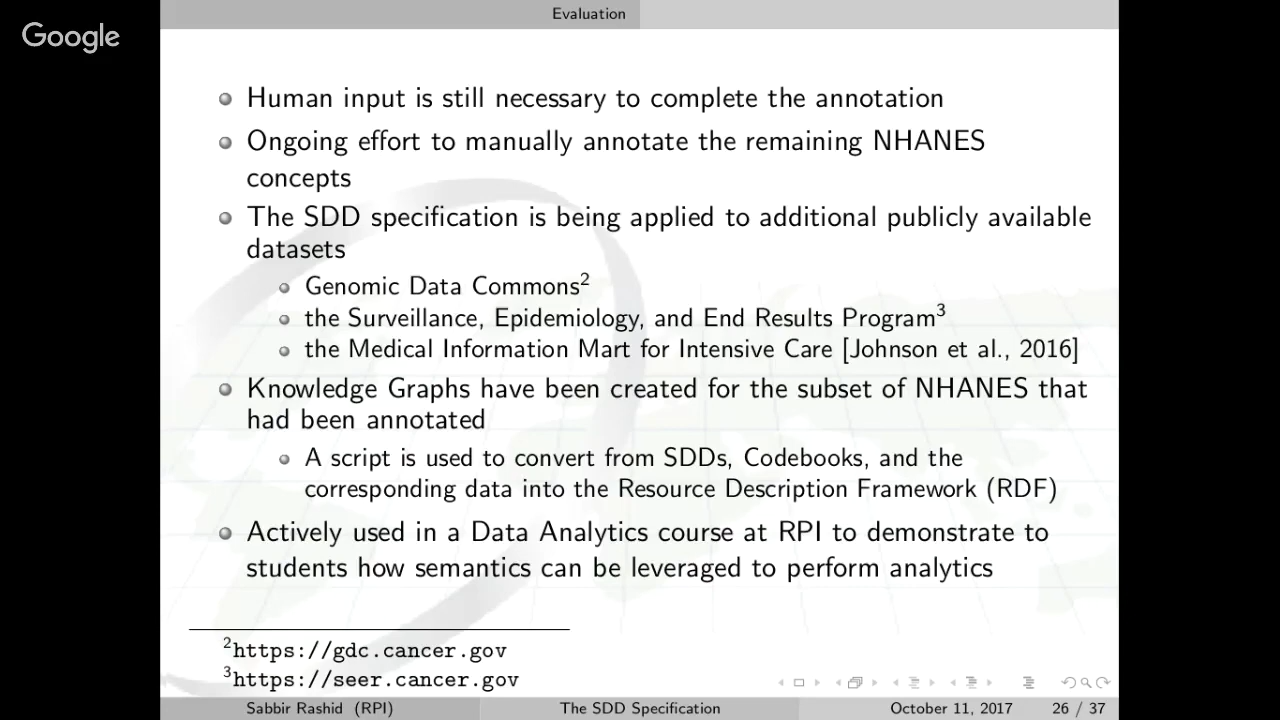 Google
Evaluation
Human input is still necessary to complete the annotation
Ongoing effort to manually annotate the remaining NHANES
concepts
The SDD specification is being applied to additional publicly available
datasets
Genomic Data Commons2
the Surveillance, Epidemiology, and End Results Program3
the Medical Information Mart for Intensive Care [Johnson et al., 2016]
Knowledge Graphs have been created for the subset of NHANES that
had been annotated
A script is used to convert from SDDs, Codebooks, and the
corresponding data into the Resource Description Framework (RDF)
Actively used in a Data Analytics course at RPI to demonstrate to
students how semantics can be leveraged to perform analytics
2https://gdc.cancer.gov
3https://seer.cancer.gov
Sabbir Rashid (RPI) The SDD Specification October 11, 2017 26 / 37